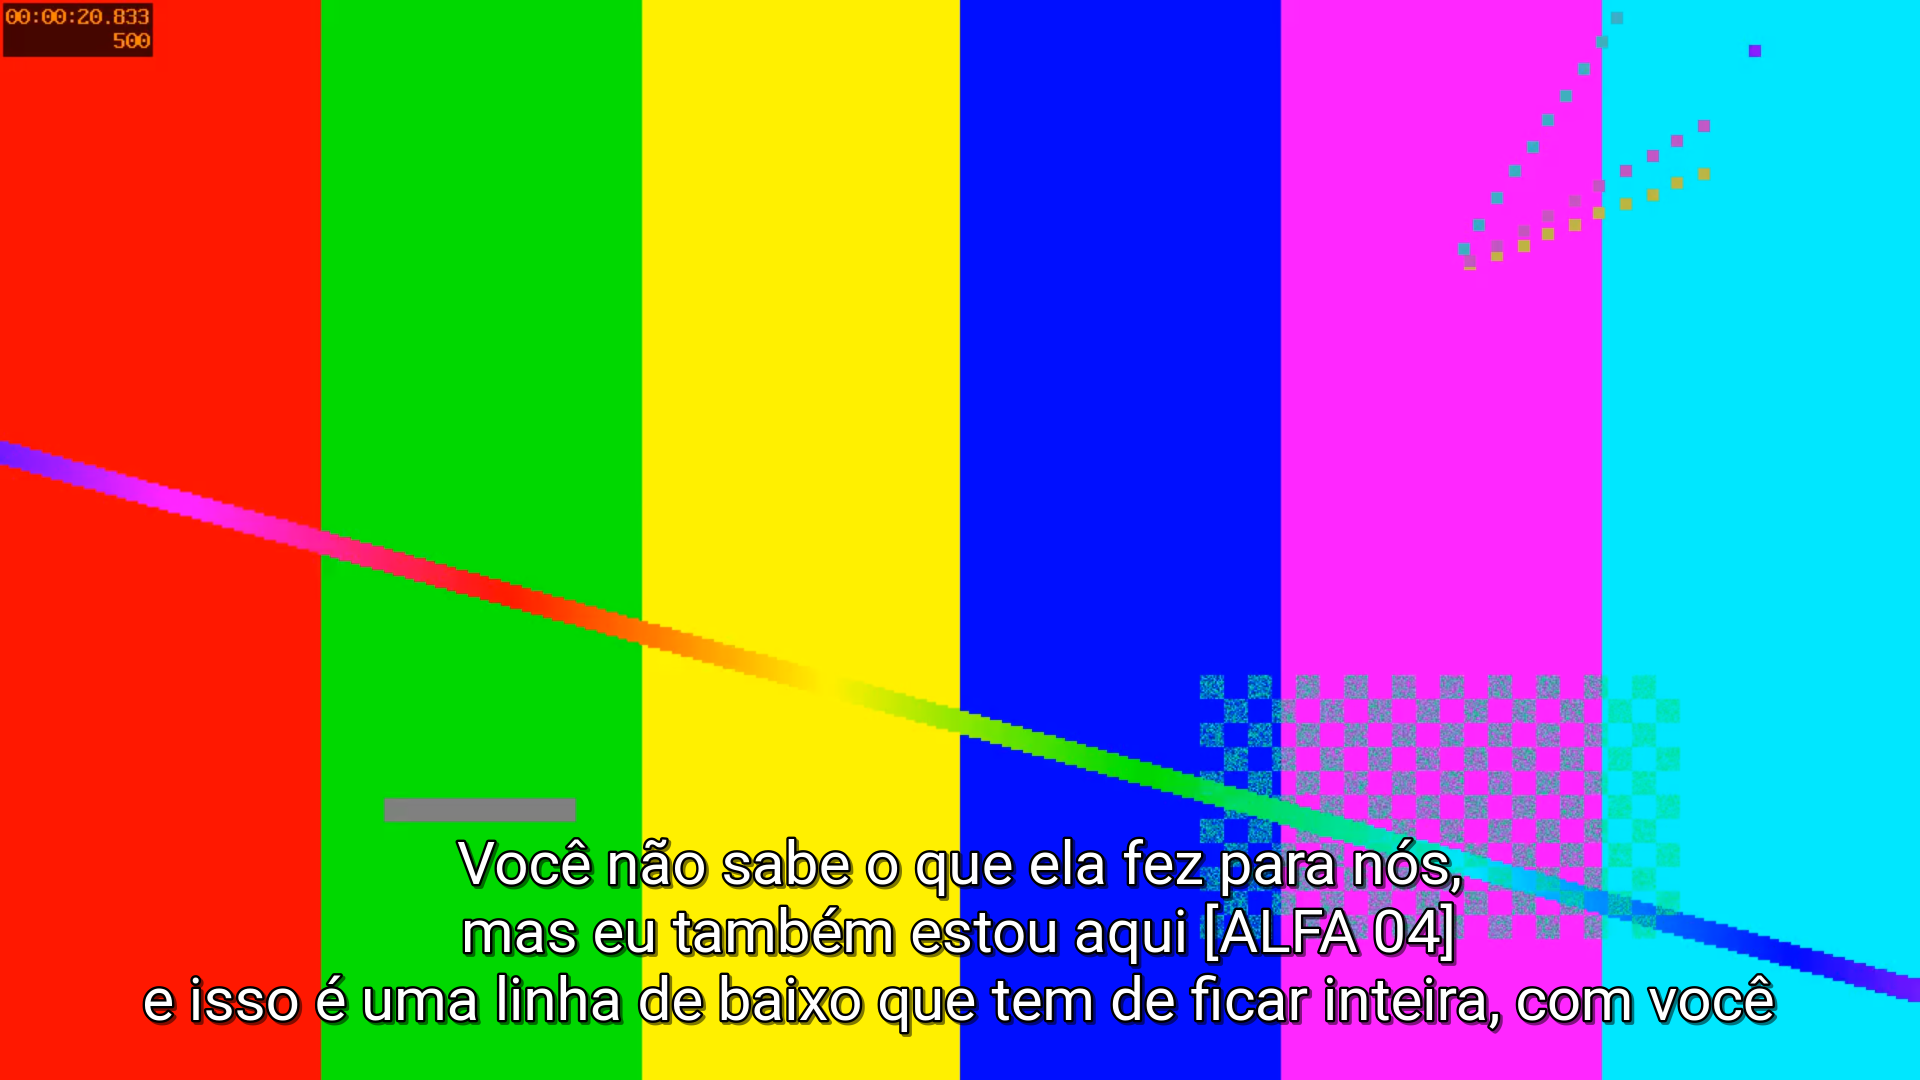 00:00:20.833
500
Você não sabe o que ela fez para nós,
mas eu também estou aqui [ALFA 04]
e isso é uma linha de baixo que tem de ficar inteira, com você